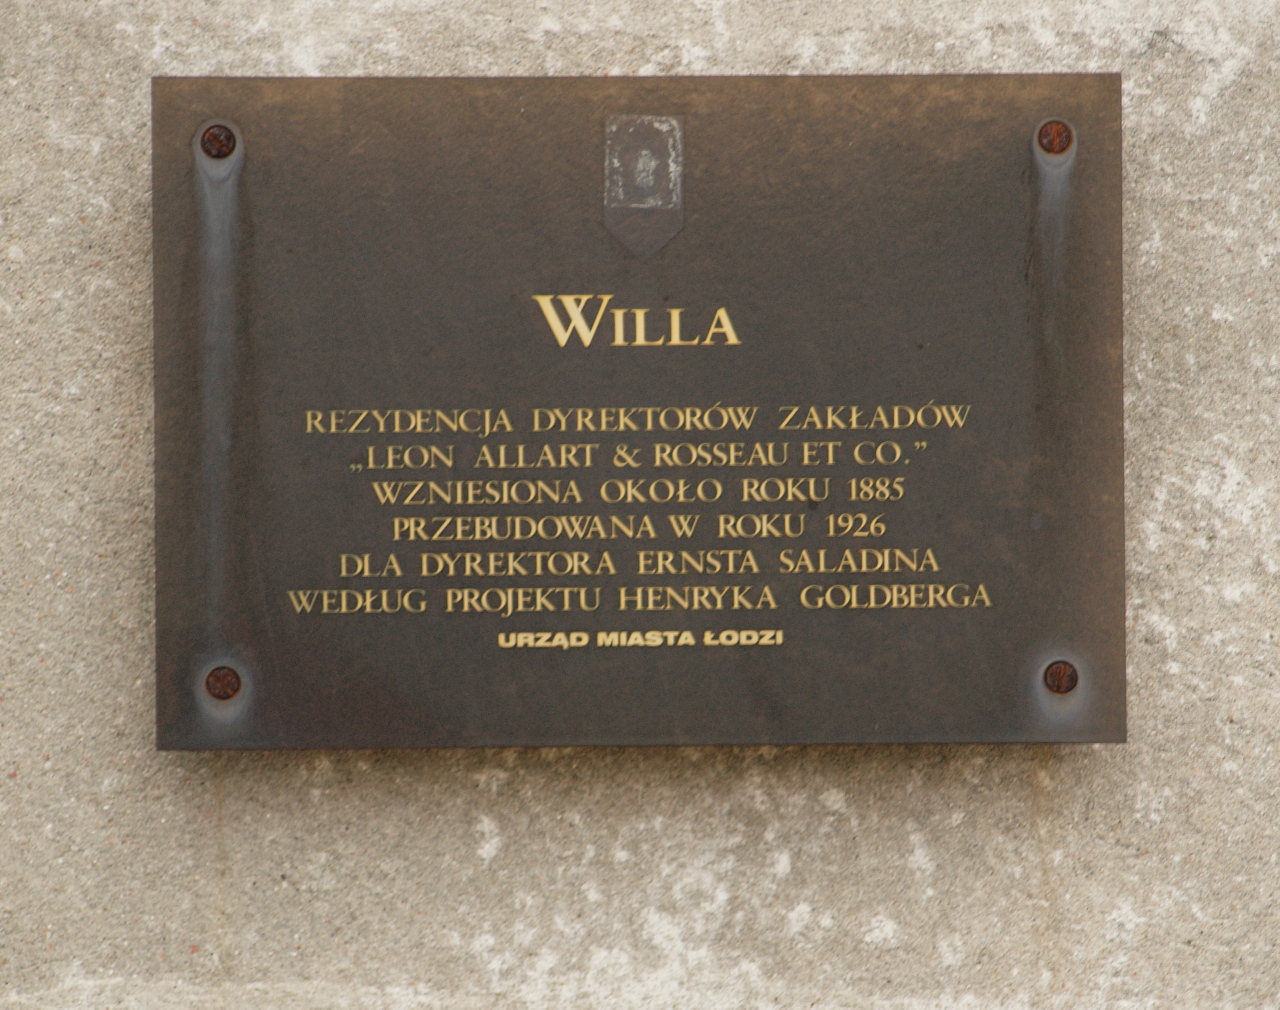 WILLA
REZYDENCJA DYREKTORÓW ZAKŁADÓW
„LEON ALLART & ROSSEAU ET CO.”
WZNIESIONA OKOŁO ROKU 1885
PRZEBUDOWANA W ROKU 1926
DLA DYREKTORA ERNSTA SALADINA
WEDŁUG PROJEKTU HENRYKA GOLDBERGA
URZĄD MIASTA ŁODZI